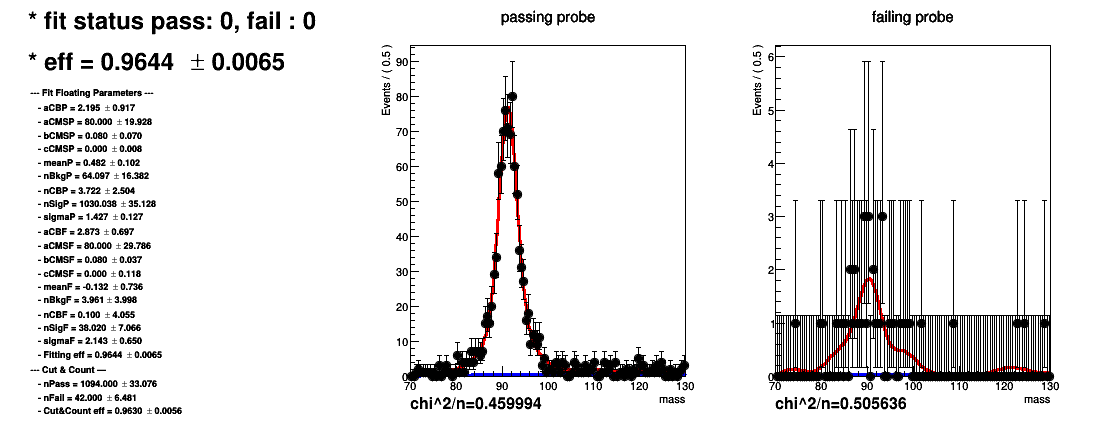 * fit status pass: 0, fail : 0
* eff = 0.9644 ± 0.0065
--- Fit Floating Parameters ---
- aCBP = 2.195 ± 0.917
- aCMSP = 80.000 ± 19.928
- bCMSP = 0.080 ± 0.070
- cCMSP = 0.000 ± 0.008
- meanP = 0.482 ± 0.102
- nBkgP = 64.097 ± 16.382
- nCBP = 3.722 ± 2.504
- nSigP = 1030.038 ± 35.128
- sigmaP = 1.427 ± 0.127
- aCBF = 2.873 ± 0.697
- aCMSF = 80.000 ± 29.786
- bCMSF = 0.080 ± 0.037
- cCMSF = 0.000 ± 0.118
- meanF = -0.132 ± 0.736
- nBkgF = 3.961 ± 3.998
- nCBF = 0.100 ± 4.055
- nSigF = 38.020 ± 7.066
- sigmaF = 2.143 ± 0.650
- Fitting eff = 0.9644 ± 0.0065
--- Cut & Count ---
- nPass = 1094.000 ± 33.076
- nFail = 42.000 ± 6.481
- Cut&Count eff = 0.9630 ± 0.0056
passing probe
Events / ( 0.5 )
90
80
70
60
50
40
30
20
10
0
70 80 90 100 110 120 130
mass
chi^2/n=0.459994
failing probe
Events / ( 0.5 )
6
5
4
3
2
1
0
70 80 90 100 110 120 130
mass
chi^2/n=0.505636